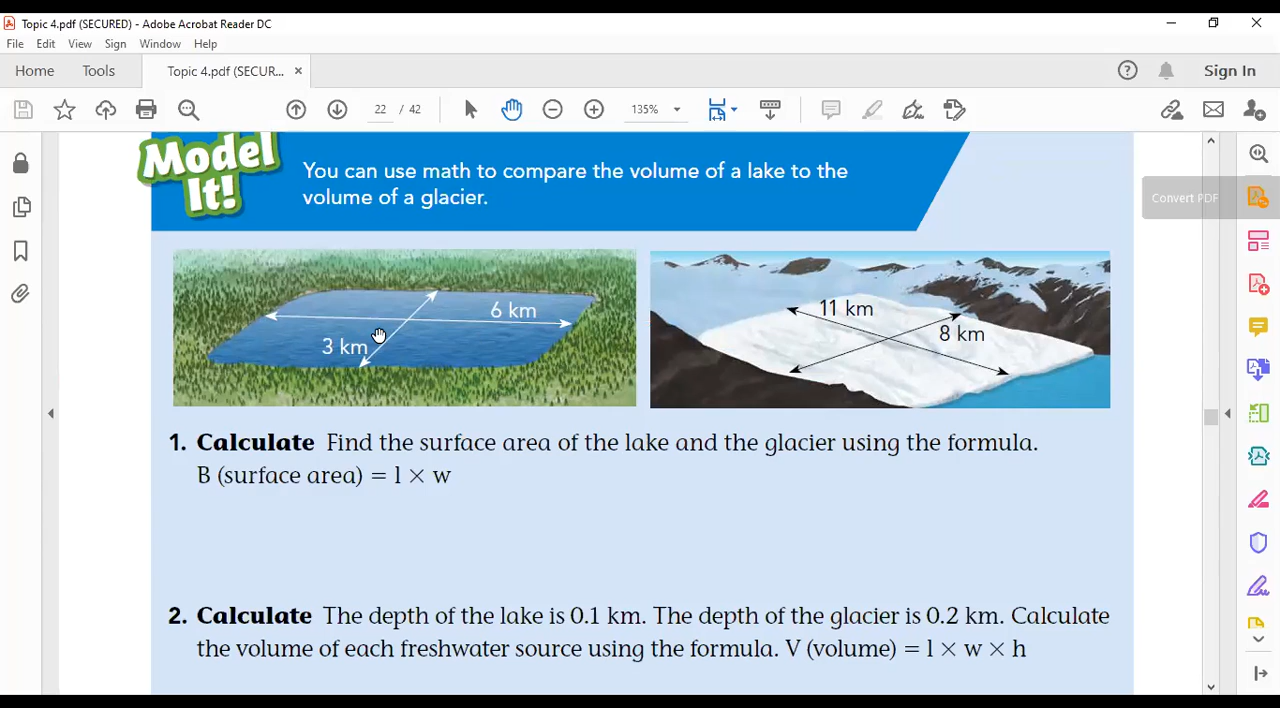 Topic 4.pdf (SECURED) - Adobe Acrobat Reader DC
File Edit View Sign Window Help
Home Tools Topic 4.pdf (SECUR... × Sign In
22 / 42 135%
Model It!
You can use math to compare the volume of a lake to the
volume of a glacier.
Convert PDF
6 km
3 km
11 km
8 km
1. Calculate Find the surface area of the lake and the glacier using the formula.
B (surface area) = l × w
2. Calculate The depth of the lake is 0.1 km. The depth of the glacier is 0.2 km. Calculate
the volume of each freshwater source using the formula. V (volume) = l × w × h